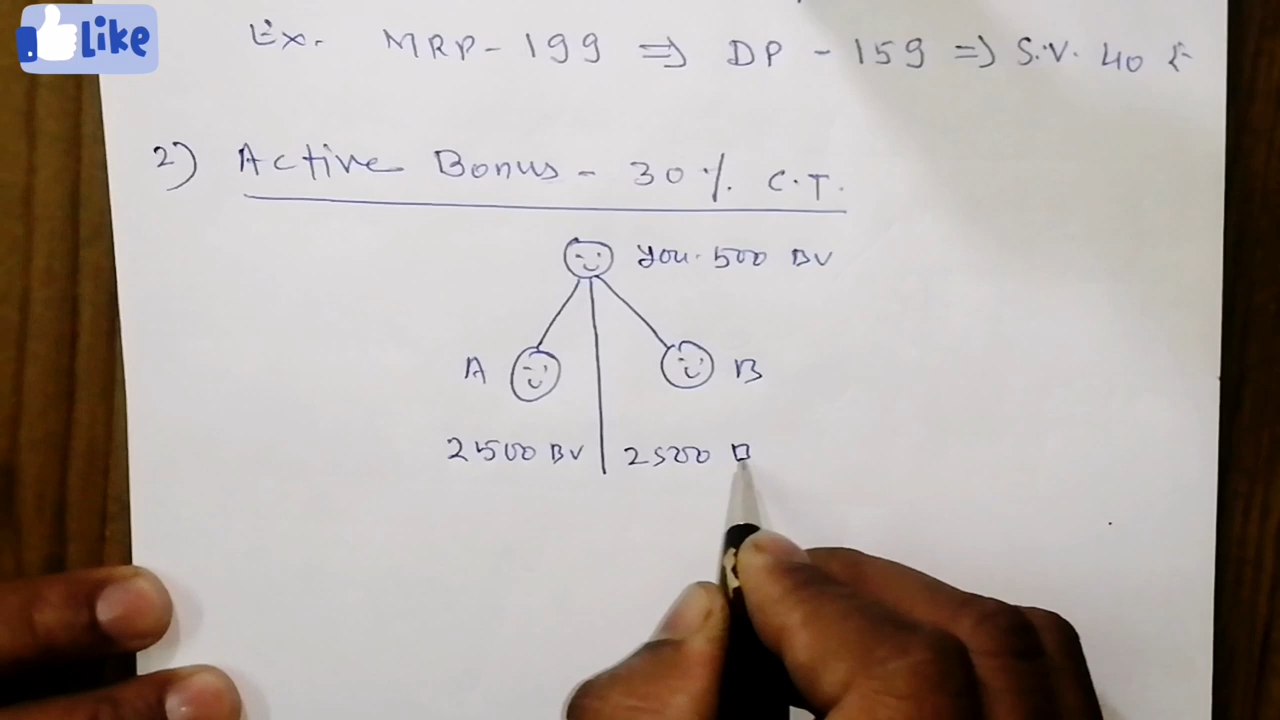 Like
Ex. MRP - 199 => DP - 159 => S.V. 40 ₹
2) Active Bonus - 30% C.T.
You - 500 BV
A B
2500 BV 2500 B